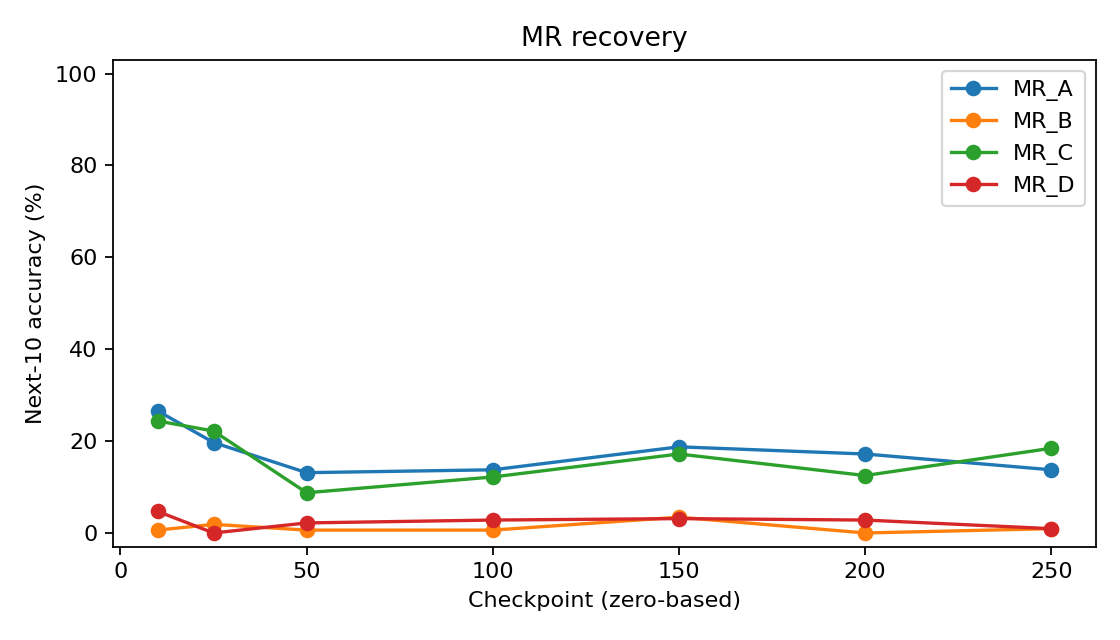 MR recovery
100
80
60
40
20
0
Next-10 accuracy (%)
MR_A
MR_B
MR_C
MR_D
0 50 100 150 200 250
Checkpoint (zero-based)